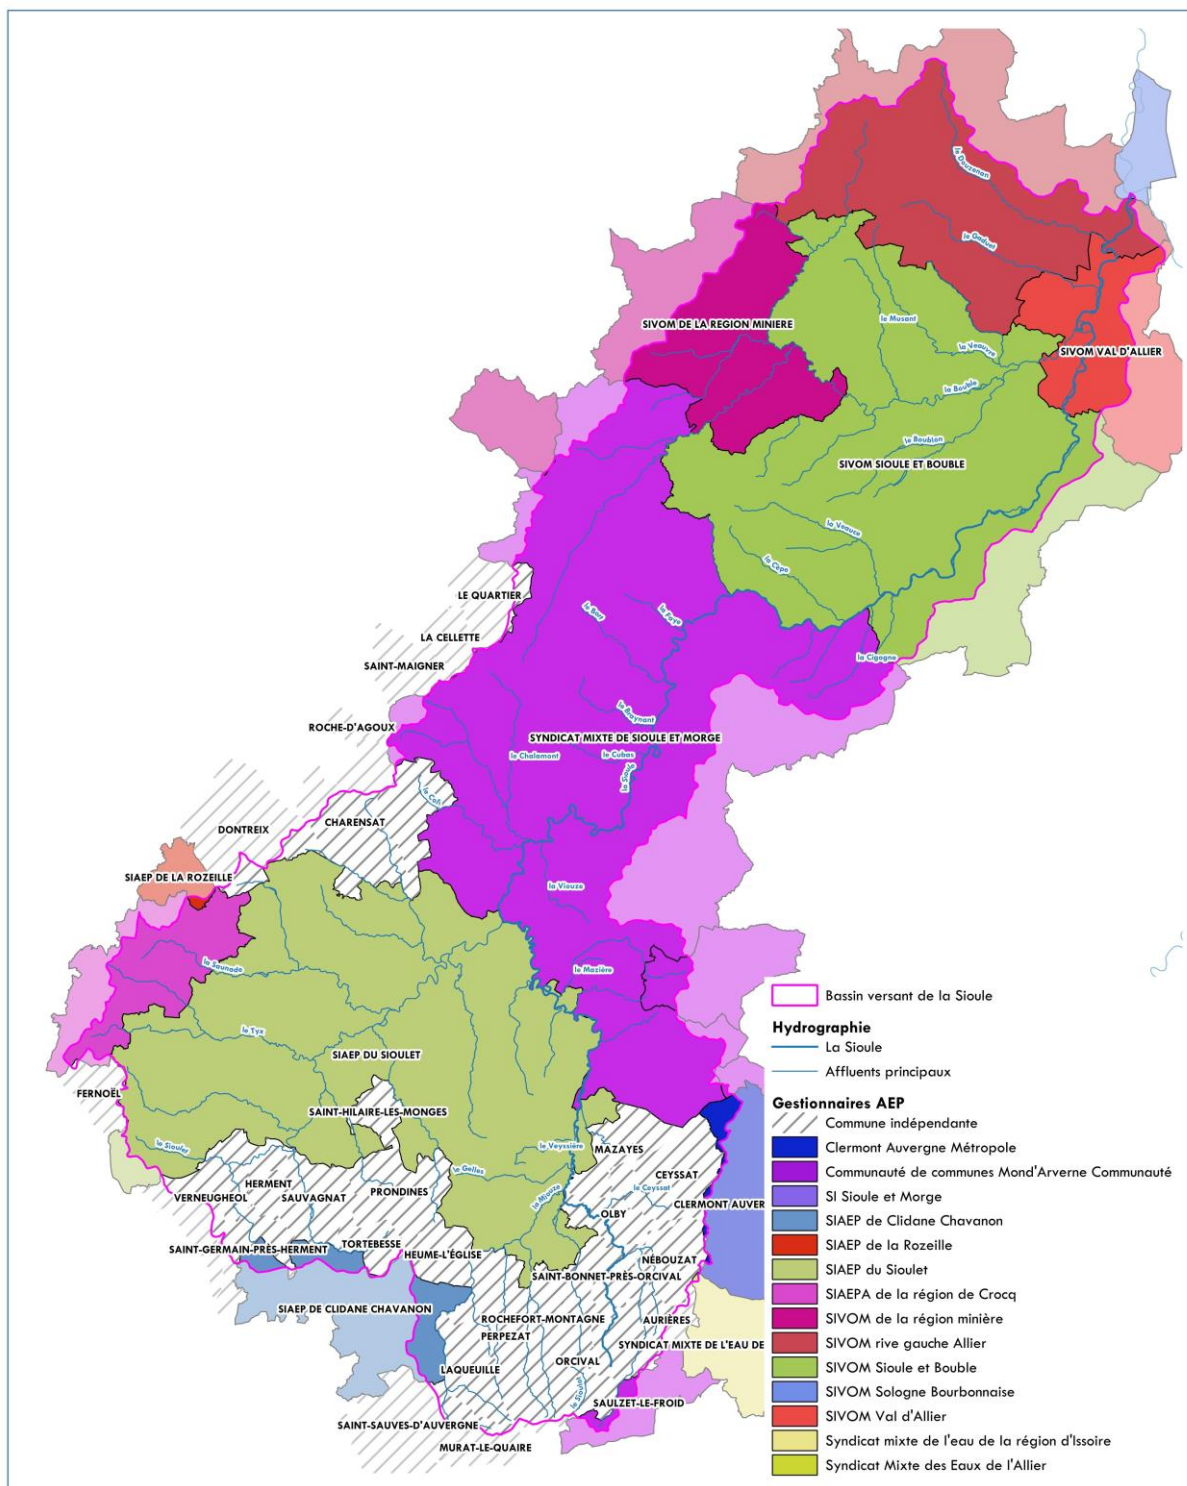 le Douzenan
le Gaduet
SIVOM DE LA REGION MINIERE
le Musant
la Veauvre
SIVOM VAL D'ALLIER
la Bouble
le Boublon
SIVOM SIOULE ET BOUBLE
la Veauce
la Cèpe
LE QUARTIER
le Sarf
la Faye
LA CELLETTE
SAINT-MAIGNER
la Cigogne
ROCHE-D'AGOUX
le Braynant
SYNDICAT MIXTE DE SIOULE ET MORGE
le Chalamont
le Cubas
la Sioule
le Coli
CHARENSAT
DONTREIX
SIAEP DE LA ROZEILLE
la Viouze
la Saunade
le Mazière
Bassin versant de la Sioule
Hydrographie
La Sioule
Affluents principaux
le Tyx
SIAEP DU SIOULET
FERNOËL
SAINT-HILAIRE-LES-MONGES
le Sioulet
la Veyssière
MAZAYES
le Gelles
CEYSSAT
HERMENT
VERNEUGHEOL
SAUVAGNAT
PRONDINES
le Ceyssat
la Miouze
CLERMONT AUVER
OLBY
SAINT-GERMAIN-PRÈS-HERMENT
TORTEBESSE
HEUME-L'ÉGLISE
NÉBOUZAT
SAINT-BONNET-PRÈS-ORCIVAL
SIAEP DE CLIDANE CHAVANON
ROCHEFORT-MONTAGNE
AURIÈRES
PERPEZAT
SYNDICAT MIXTE DE L'EAU DE
ORCIVAL
LAQUEUILLE
le Sioulot
SAULZET-LE-FROID
SAINT-SAUVES-D'AUVERGNE
MURAT-LE-QUAIRE
Gestionnaires AEP
Commune indépendante
Clermont Auvergne Métropole
Communauté de communes Mond'Arverne Communauté
SI Sioule et Morge
SIAEP de Clidane Chavanon
SIAEP de la Rozeille
SIAEP du Sioulet
SIAEPA de la région de Crocq
SIVOM de la région minière
SIVOM rive gauche Allier
SIVOM Sioule et Bouble
SIVOM Sologne Bourbonnaise
SIVOM Val d'Allier
Syndicat mixte de l'eau de la région d'Issoire
Syndicat Mixte des Eaux de l'Allier